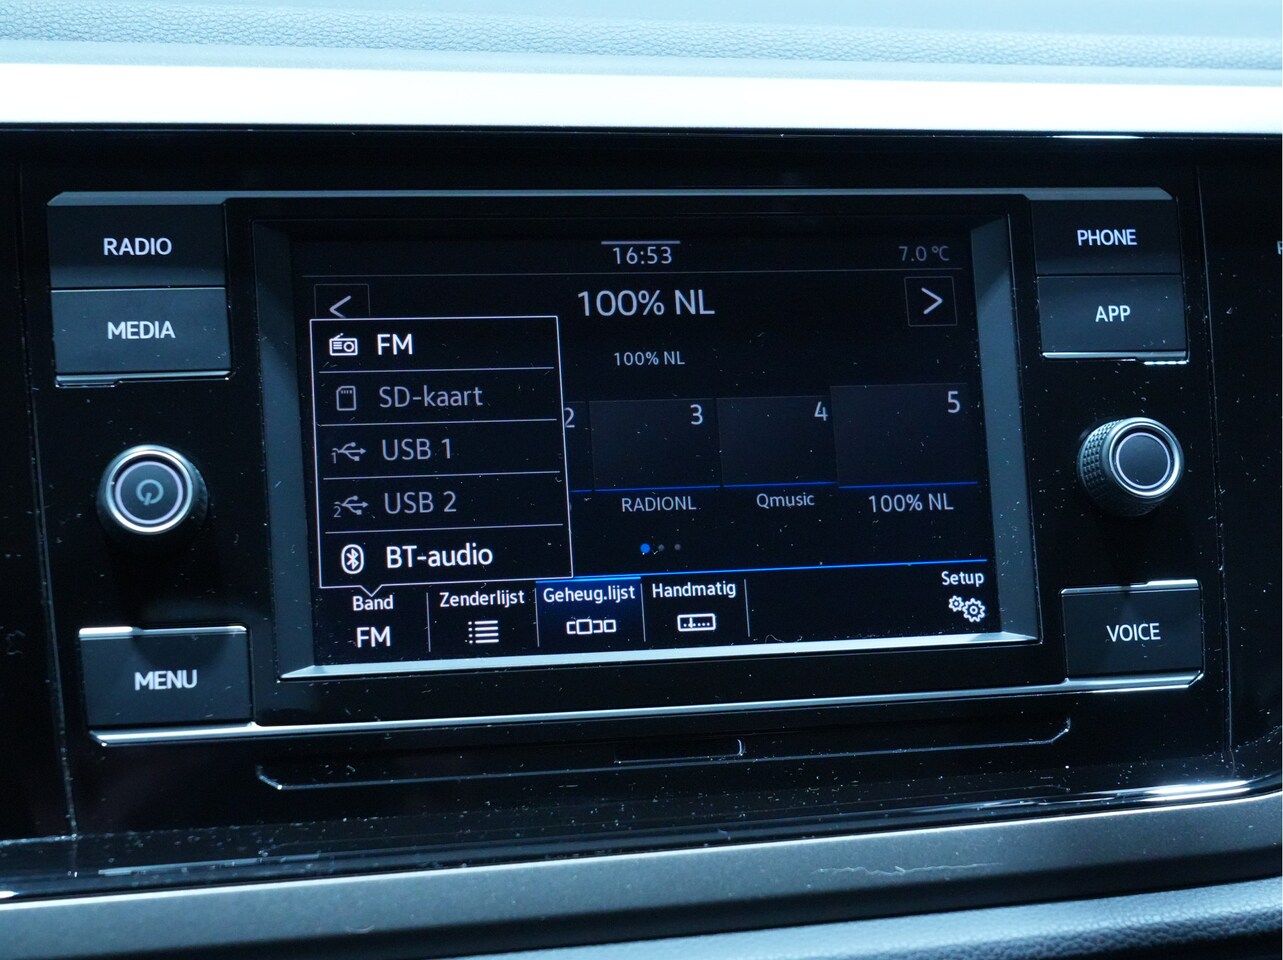 RADIO
MEDIA
MENU
PHONE
APP
VOICE
16:53
7.0 °C
100% NL
100% NL
FM
SD-kaart
1 USB 1
2 USB 2
BT-audio
2
3
4
5
RADIONL
Qmusic
100% NL
Band
FM
Zenderlijst
Geheug.lijst
Handmatig
Setup